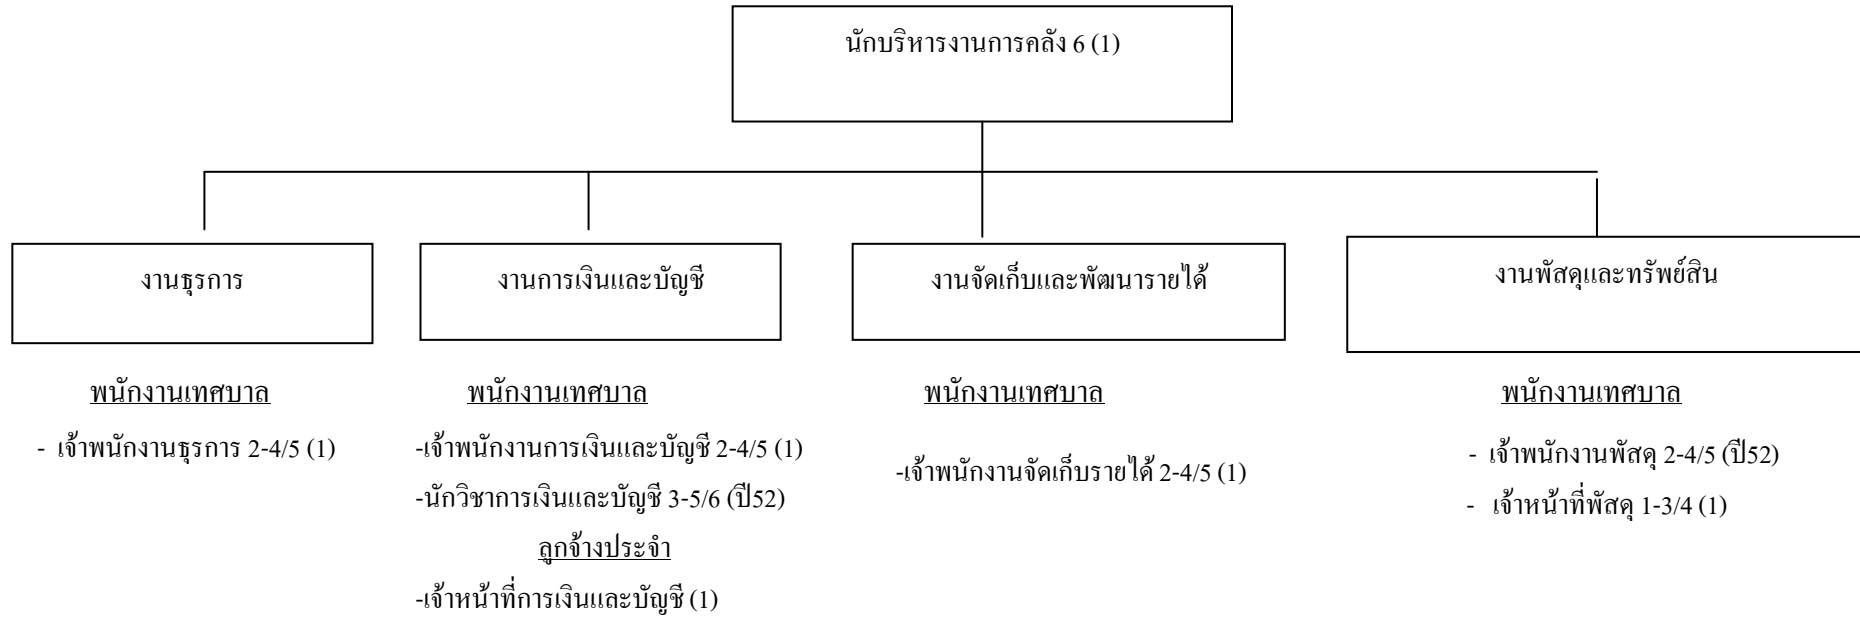 นักบริหารงานการคลัง 6 (1)
งานธุรการ
งานการเงินและบัญชี
งานจัดเก็บและพัฒนารายได้
งานพัสดุและทรัพย์สิน
พนักงานเทศบาล
- เจ้าพนักงานธุรการ 2-4/5 (1)
พนักงานเทศบาล
-เจ้าพนักงานการเงินและบัญชี 2-4/5 (1)
-นักวิชาการเงินและบัญชี 3-5/6 (ปี52)
ลูกจ้างประจำ
-เจ้าหน้าที่การเงินและบัญชี (1)
พนักงานเทศบาล
-เจ้าพนักงานจัดเก็บรายได้ 2-4/5 (1)
พนักงานเทศบาล
- เจ้าพนักงานพัสดุ 2-4/5 (ปี52)
- เจ้าหน้าที่พัสดุ 1-3/4 (1)